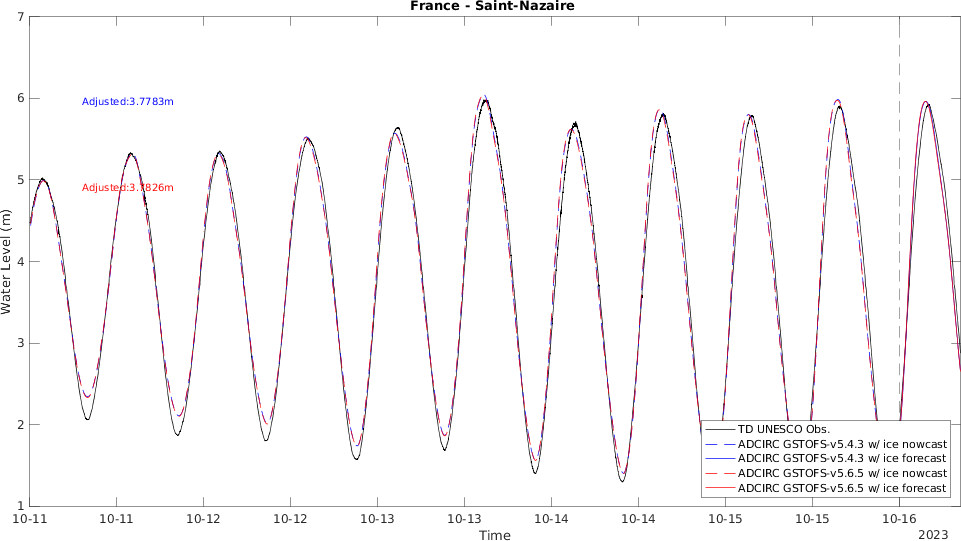 France - Saint-Nazaire
7
6
5
4
3
2
1
Water Level (m)
Adjusted:3.7783m
Adjusted:3.7826m
TD UNESCO Obs.
ADCIRC GSTOFS-v5.4.3 w/ ice nowcast
ADCIRC GSTOFS-v5.4.3 w/ ice forecast
ADCIRC GSTOFS-v5.6.5 w/ ice nowcast
ADCIRC GSTOFS-v5.6.5 w/ ice forecast
10-11 10-11 10-12 10-12 10-13 10-13 10-14 10-14 10-15 10-15 10-16
Time
2023